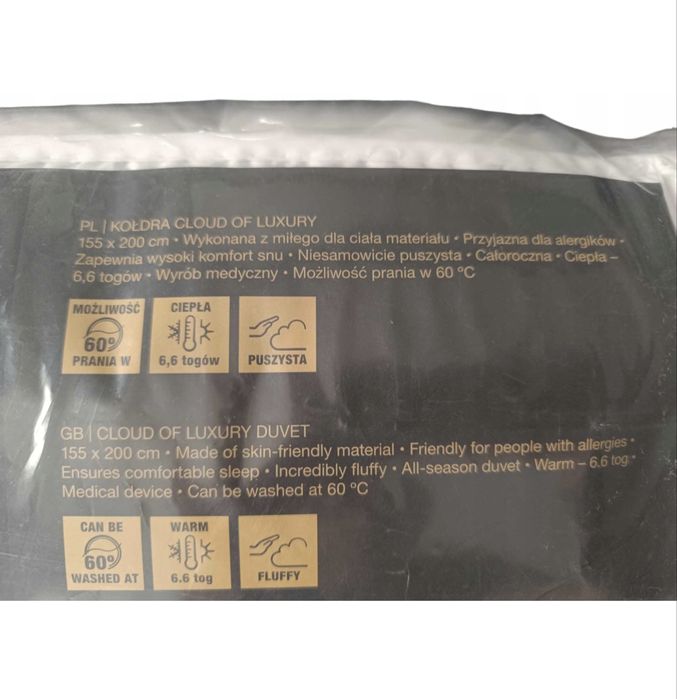 PL | KOŁDRA CLOUD OF LUXURY
155 x 200 cm • Wykonana z miłego dla ciała materiału • Przyjazna dla alergików •
Zapewnia wysoki komfort snu • Niesamowicie puszysta • Całoroczna • Ciepła –
6,6 togów • Wyrób medyczny • Możliwość prania w 60 ºC
MOŻLIWOŚĆ
60º
PRANIA W
CIEPŁA
6,6 togów
PUSZYSTA
GB | CLOUD OF LUXURY DUVET
155 x 200 cm • Made of skin-friendly material • Friendly for people with allergies •
Ensures comfortable sleep • Incredibly fluffy • All-season duvet • Warm – 6.6 tog •
Medical device • Can be washed at 60 ºC
CAN BE
60º
WASHED AT
WARM
6.6 tog
FLUFFY